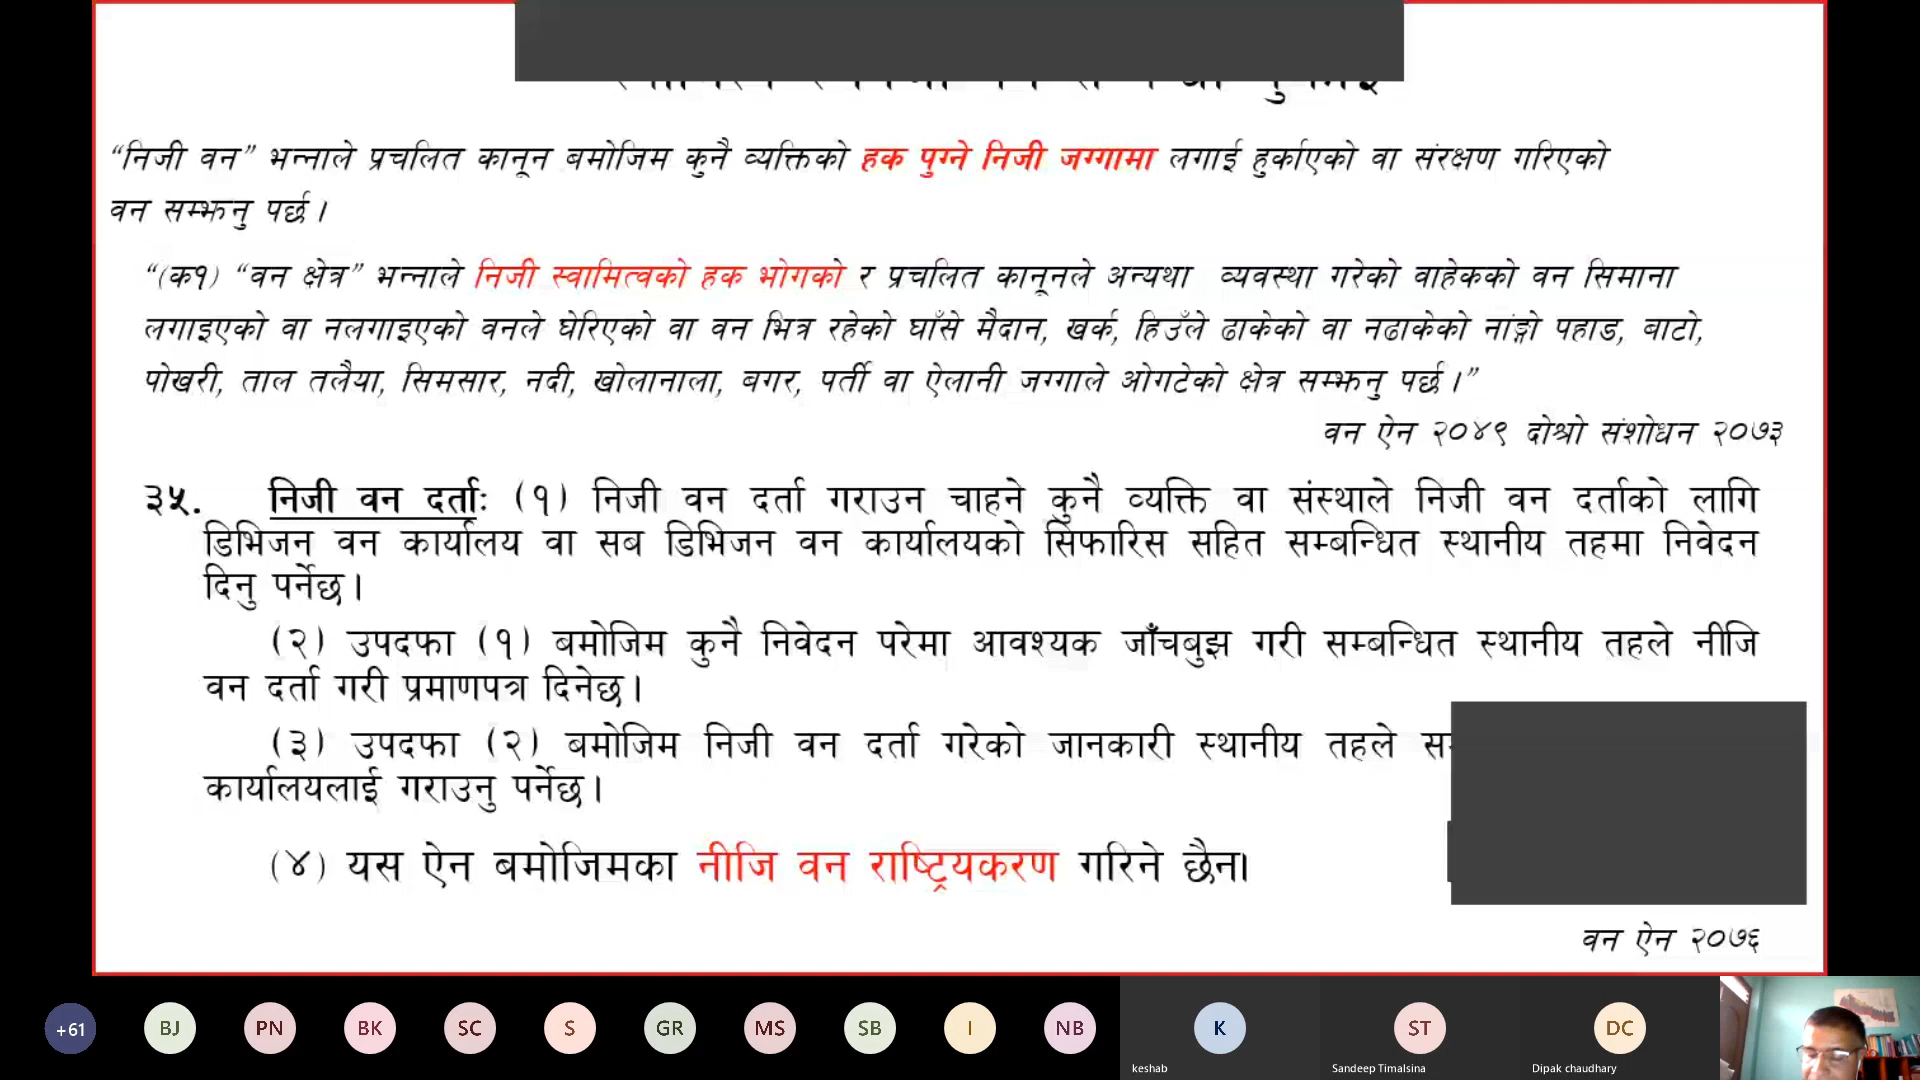 “निजी वन” भन्नाले प्रचलित कानून बमोजिम कुनै व्यक्तिको हक पुग्ने निजी जग्गामा लगाई हुर्काएको वा संरक्षण गरिएको
वन सम्झनु पर्छ ।
“(क१) “वन क्षेत्र” भन्नाले निजी स्वामित्वको हक भोगको र प्रचलित कानूनले अन्यथा व्यवस्था गरेको वाहेकको वन सिमाना
लगाइएको वा नलगाइएको वनले घेरिएको वा वन भित्र रहेको घाँसे मैदान, खर्क, हिउँले ढाकेको वा नढाकेको नांङ्गो पहाड, बाटो,
पोखरी, ताल तलैया, सिमसार, नदी, खोलानाला, बगर, पर्ती वा ऐलानी जग्गाले ओगटेको क्षेत्र सम्झनु पर्छ ।”
वन ऐन २०४९ दोश्रो संशोधन २०७३
३५. निजी वन दर्ताः (१) निजी वन दर्ता गराउन चाहने कुनै व्यक्ति वा संस्थाले निजी वन दर्ताको लागि
डिभिजन वन कार्यालय वा सब डिभिजन वन कार्यालयको सिफारिस सहित सम्बन्धित स्थानीय तहमा निवेदन
दिनु पर्नेछ ।
(२) उपदफा (१) बमोजिम कुनै निवेदन परेमा आवश्यक जाँचबुझ गरी सम्बन्धित स्थानीय तहले नीजि
वन दर्ता गरी प्रमाणपत्र दिनेछ ।
(३) उपदफा (२) बमोजिम निजी वन दर्ता गरेको जानकारी स्थानीय तहले
कार्यालयलाई गराउनु पर्नेछ ।
(४) यस ऐन बमोजिमका नीजि वन राष्ट्रियकरण गरिने छैन।
वन ऐन २०७६
+61 BJ PN BK SC S GR MS SB I NB K ST DC
keshab Sandeep Timalsina Dipak chaudhary